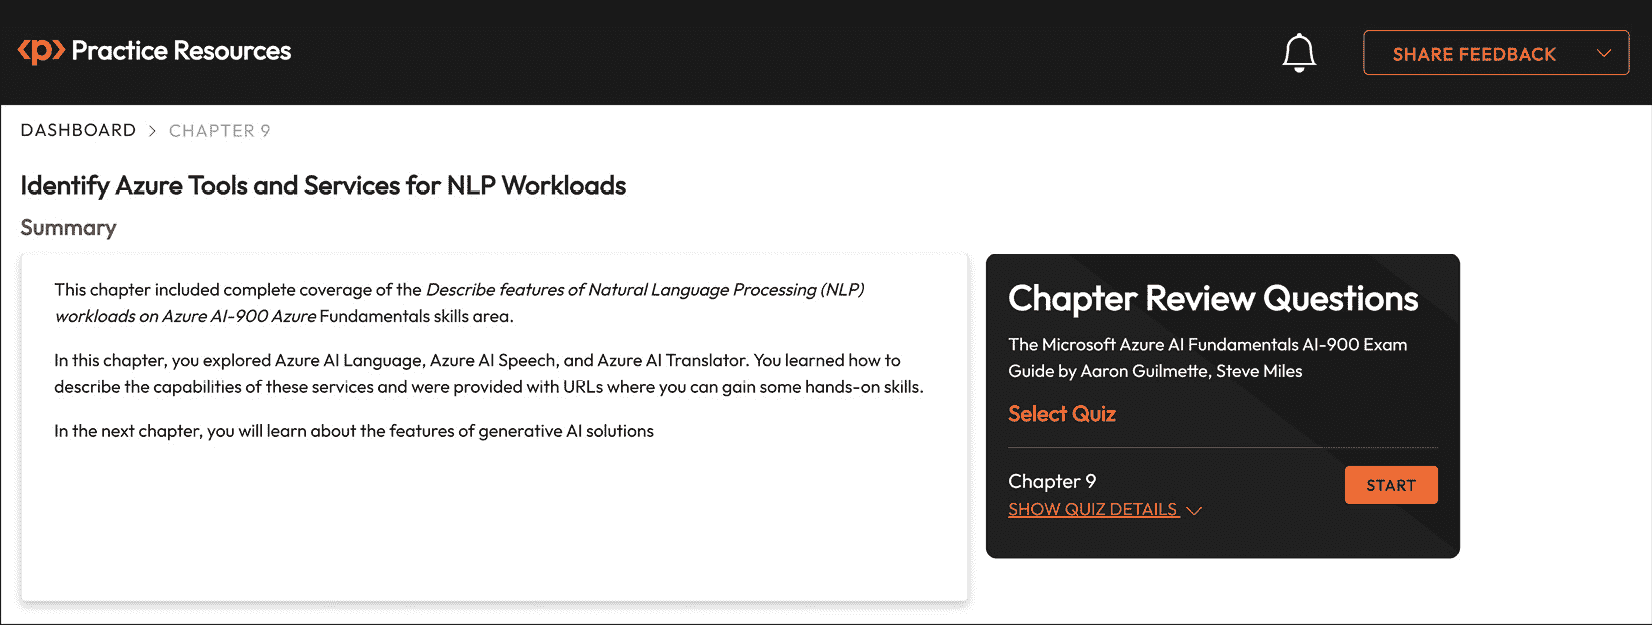 <p> Practice Resources
SHARE FEEDBACK
DASHBOARD > CHAPTER 9
Identify Azure Tools and Services for NLP Workloads
Summary
This chapter included complete coverage of the Describe features of Natural Language Processing (NLP)
workloads on Azure AI-900 Azure Fundamentals skills area.
In this chapter, you explored Azure AI Language, Azure AI Speech, and Azure AI Translator. You learned how to
describe the capabilities of these services and were provided with URLs where you can gain some hands-on skills.
In the next chapter, you will learn about the features of generative AI solutions
Chapter Review Questions
The Microsoft Azure AI Fundamentals AI-900 Exam
Guide by Aaron Guilmette, Steve Miles
Select Quiz
Chapter 9
SHOW QUIZ DETAILS
START